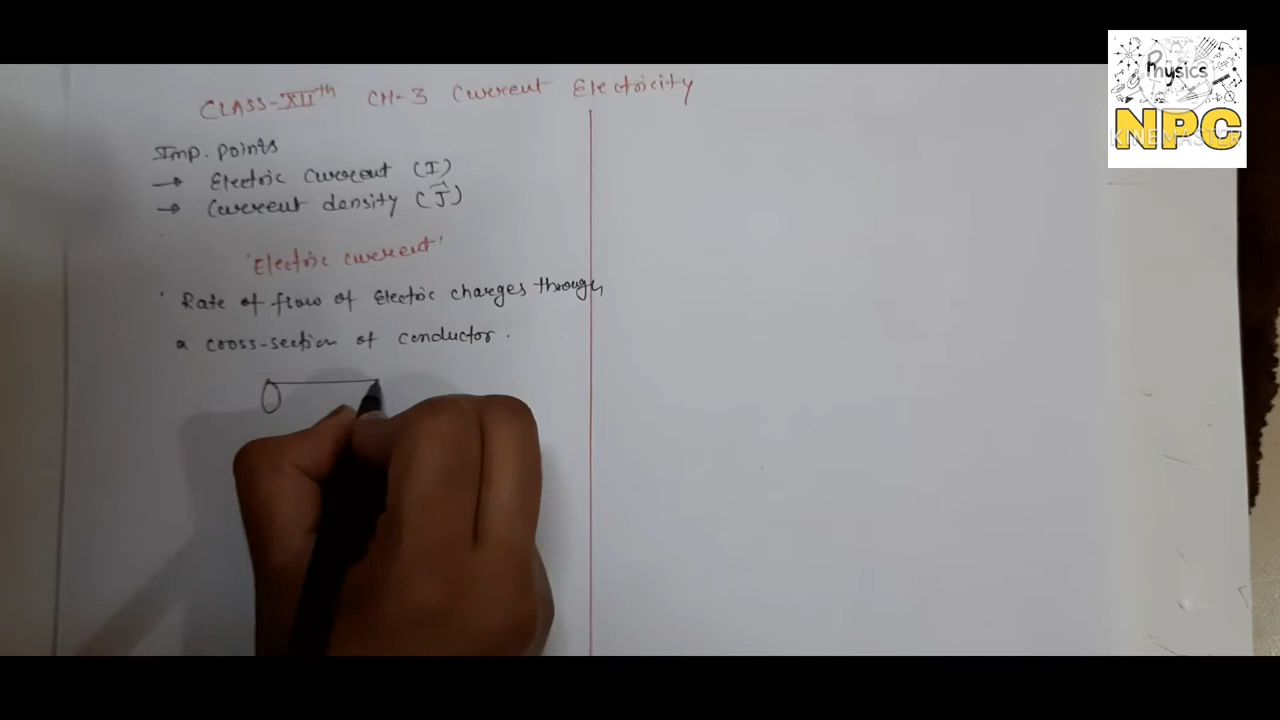 CLASS-XIIth CH-3 Current Electricity
Imp. points
→ Electric Current (I)
→ Current density (J⃗)
'Electric current'
' Rate of flow of Electric charges through
a cross-section of conductor.
Physics
NPC
KINEMASTER